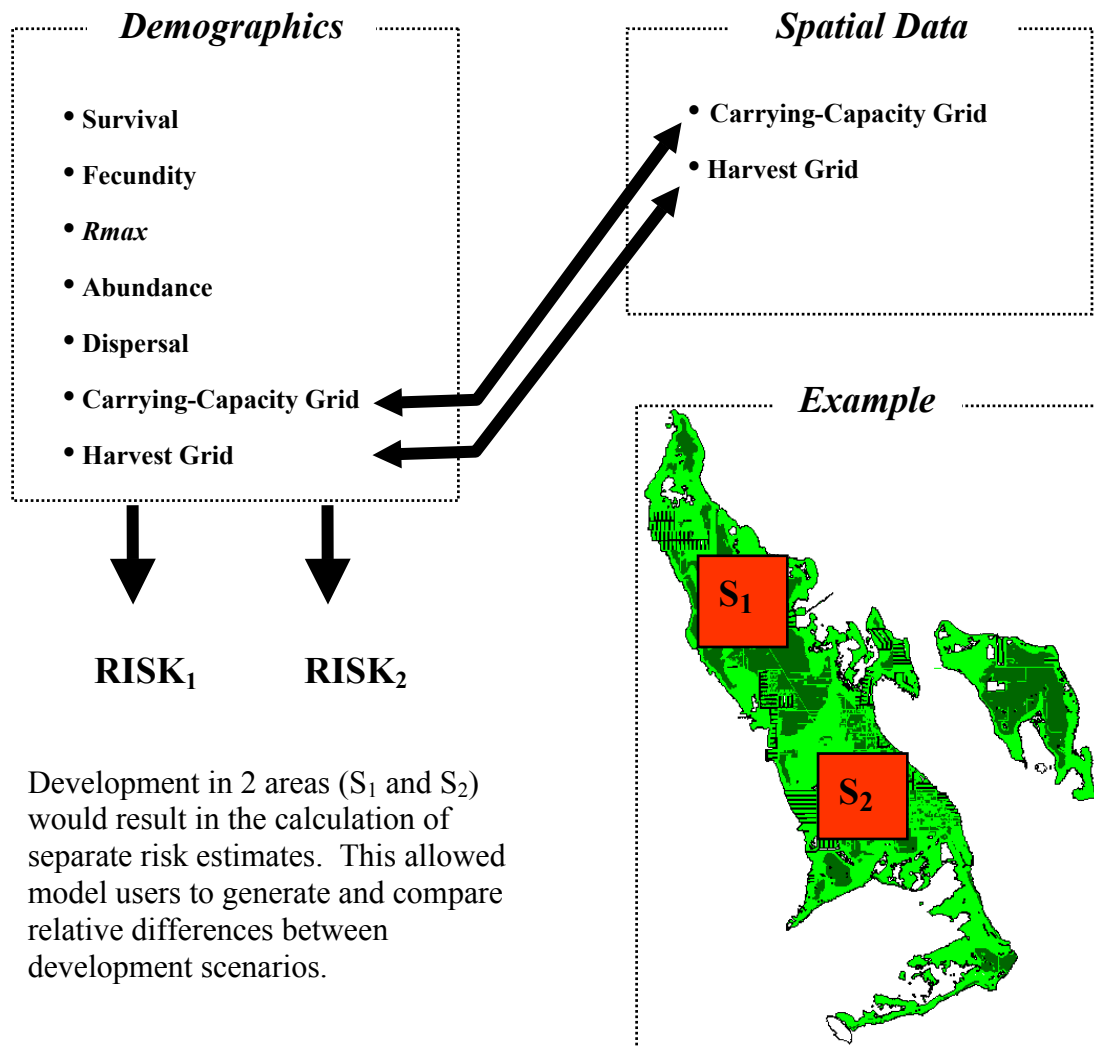 Demographics
• Survival
• Fecundity
• Rmax
• Abundance
• Dispersal
• Carrying-Capacity Grid
• Harvest Grid
Spatial Data
• Carrying-Capacity Grid
• Harvest Grid
RISK₁ RISK₂
Development in 2 areas (S₁ and S₂)
would result in the calculation of
separate risk estimates. This allowed
model users to generate and compare
relative differences between
development scenarios.
Example
S₁
S₂